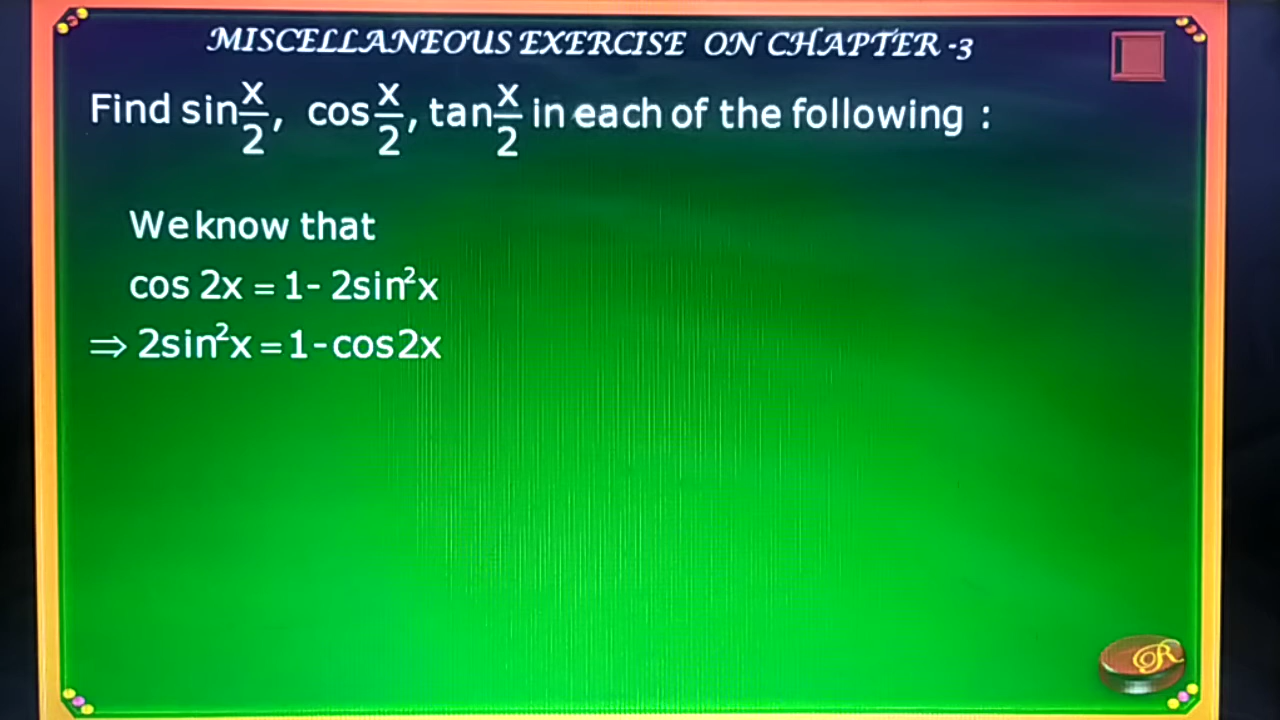 MISCELLANEOUS EXERCISE ON CHAPTER -3
Find sin x/2, cos x/2, tan x/2 in each of the following :
We know that
cos 2x = 1- 2sin²x
⇒ 2sin²x = 1-cos2x